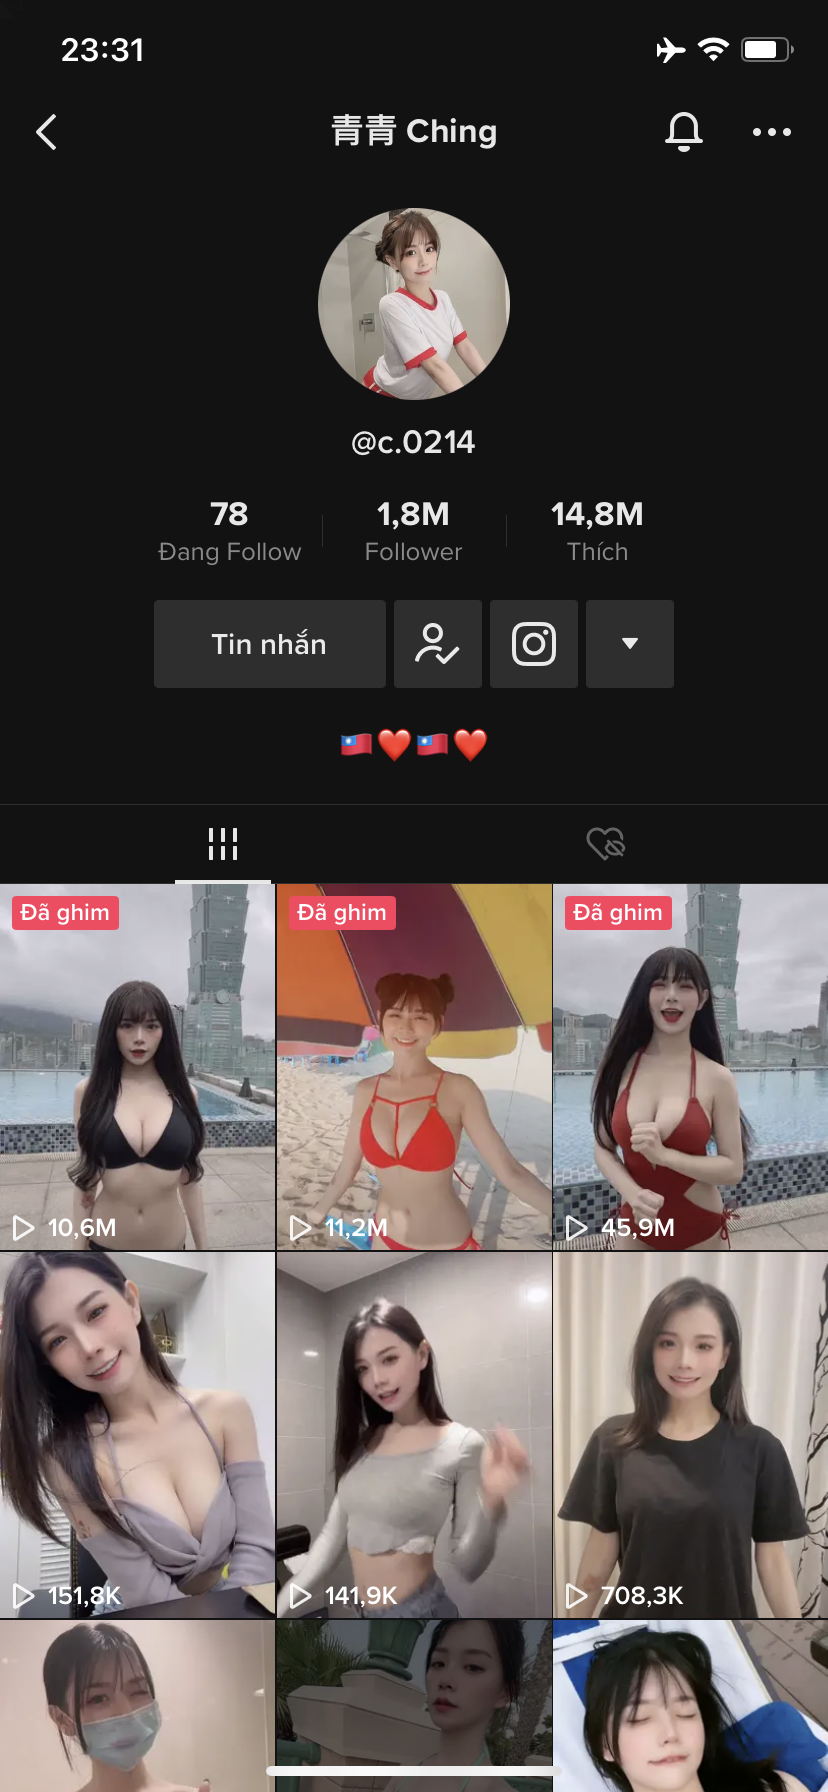 23:31
青青 Ching
@c.0214
78
Đang Follow
1,8M
Follower
14,8M
Thích
Tin nhắn
Đã ghim
Đã ghim
Đã ghim
10,6M
11,2M
45,9M
151,8K
141,9K
708,3K